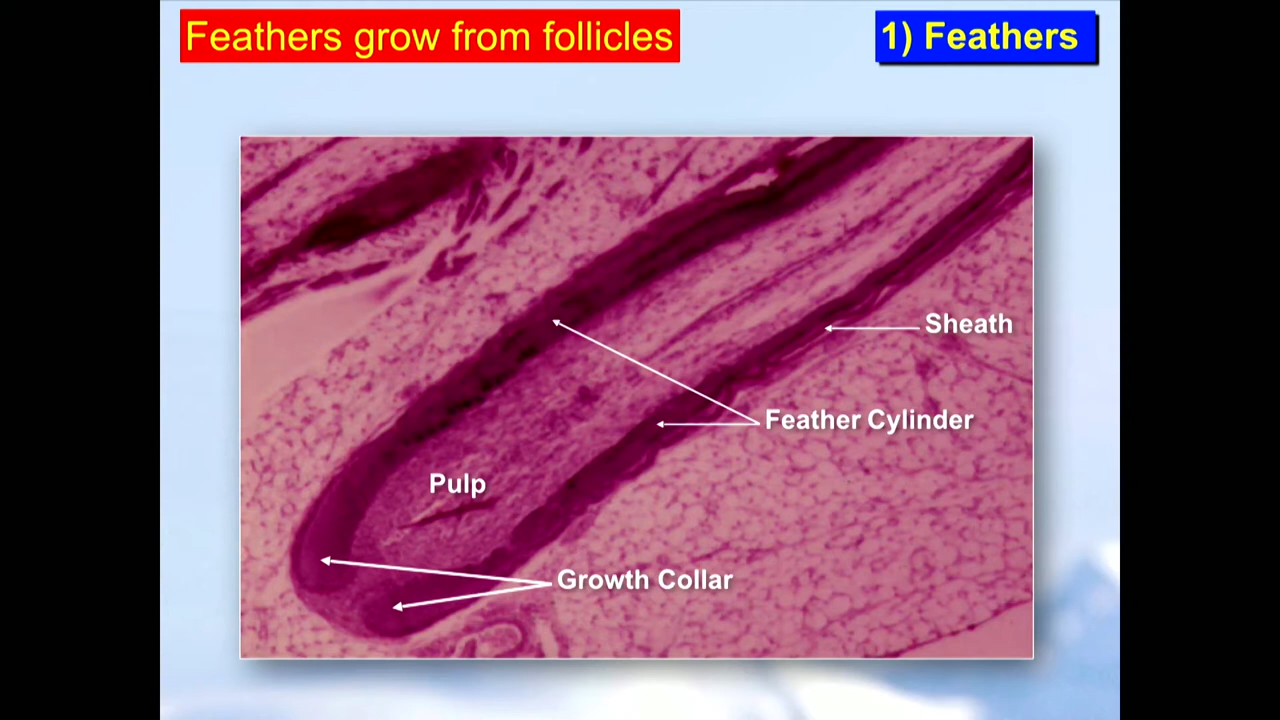 Feathers grow from follicles
1) Feathers
Sheath
Feather Cylinder
Pulp
Growth Collar